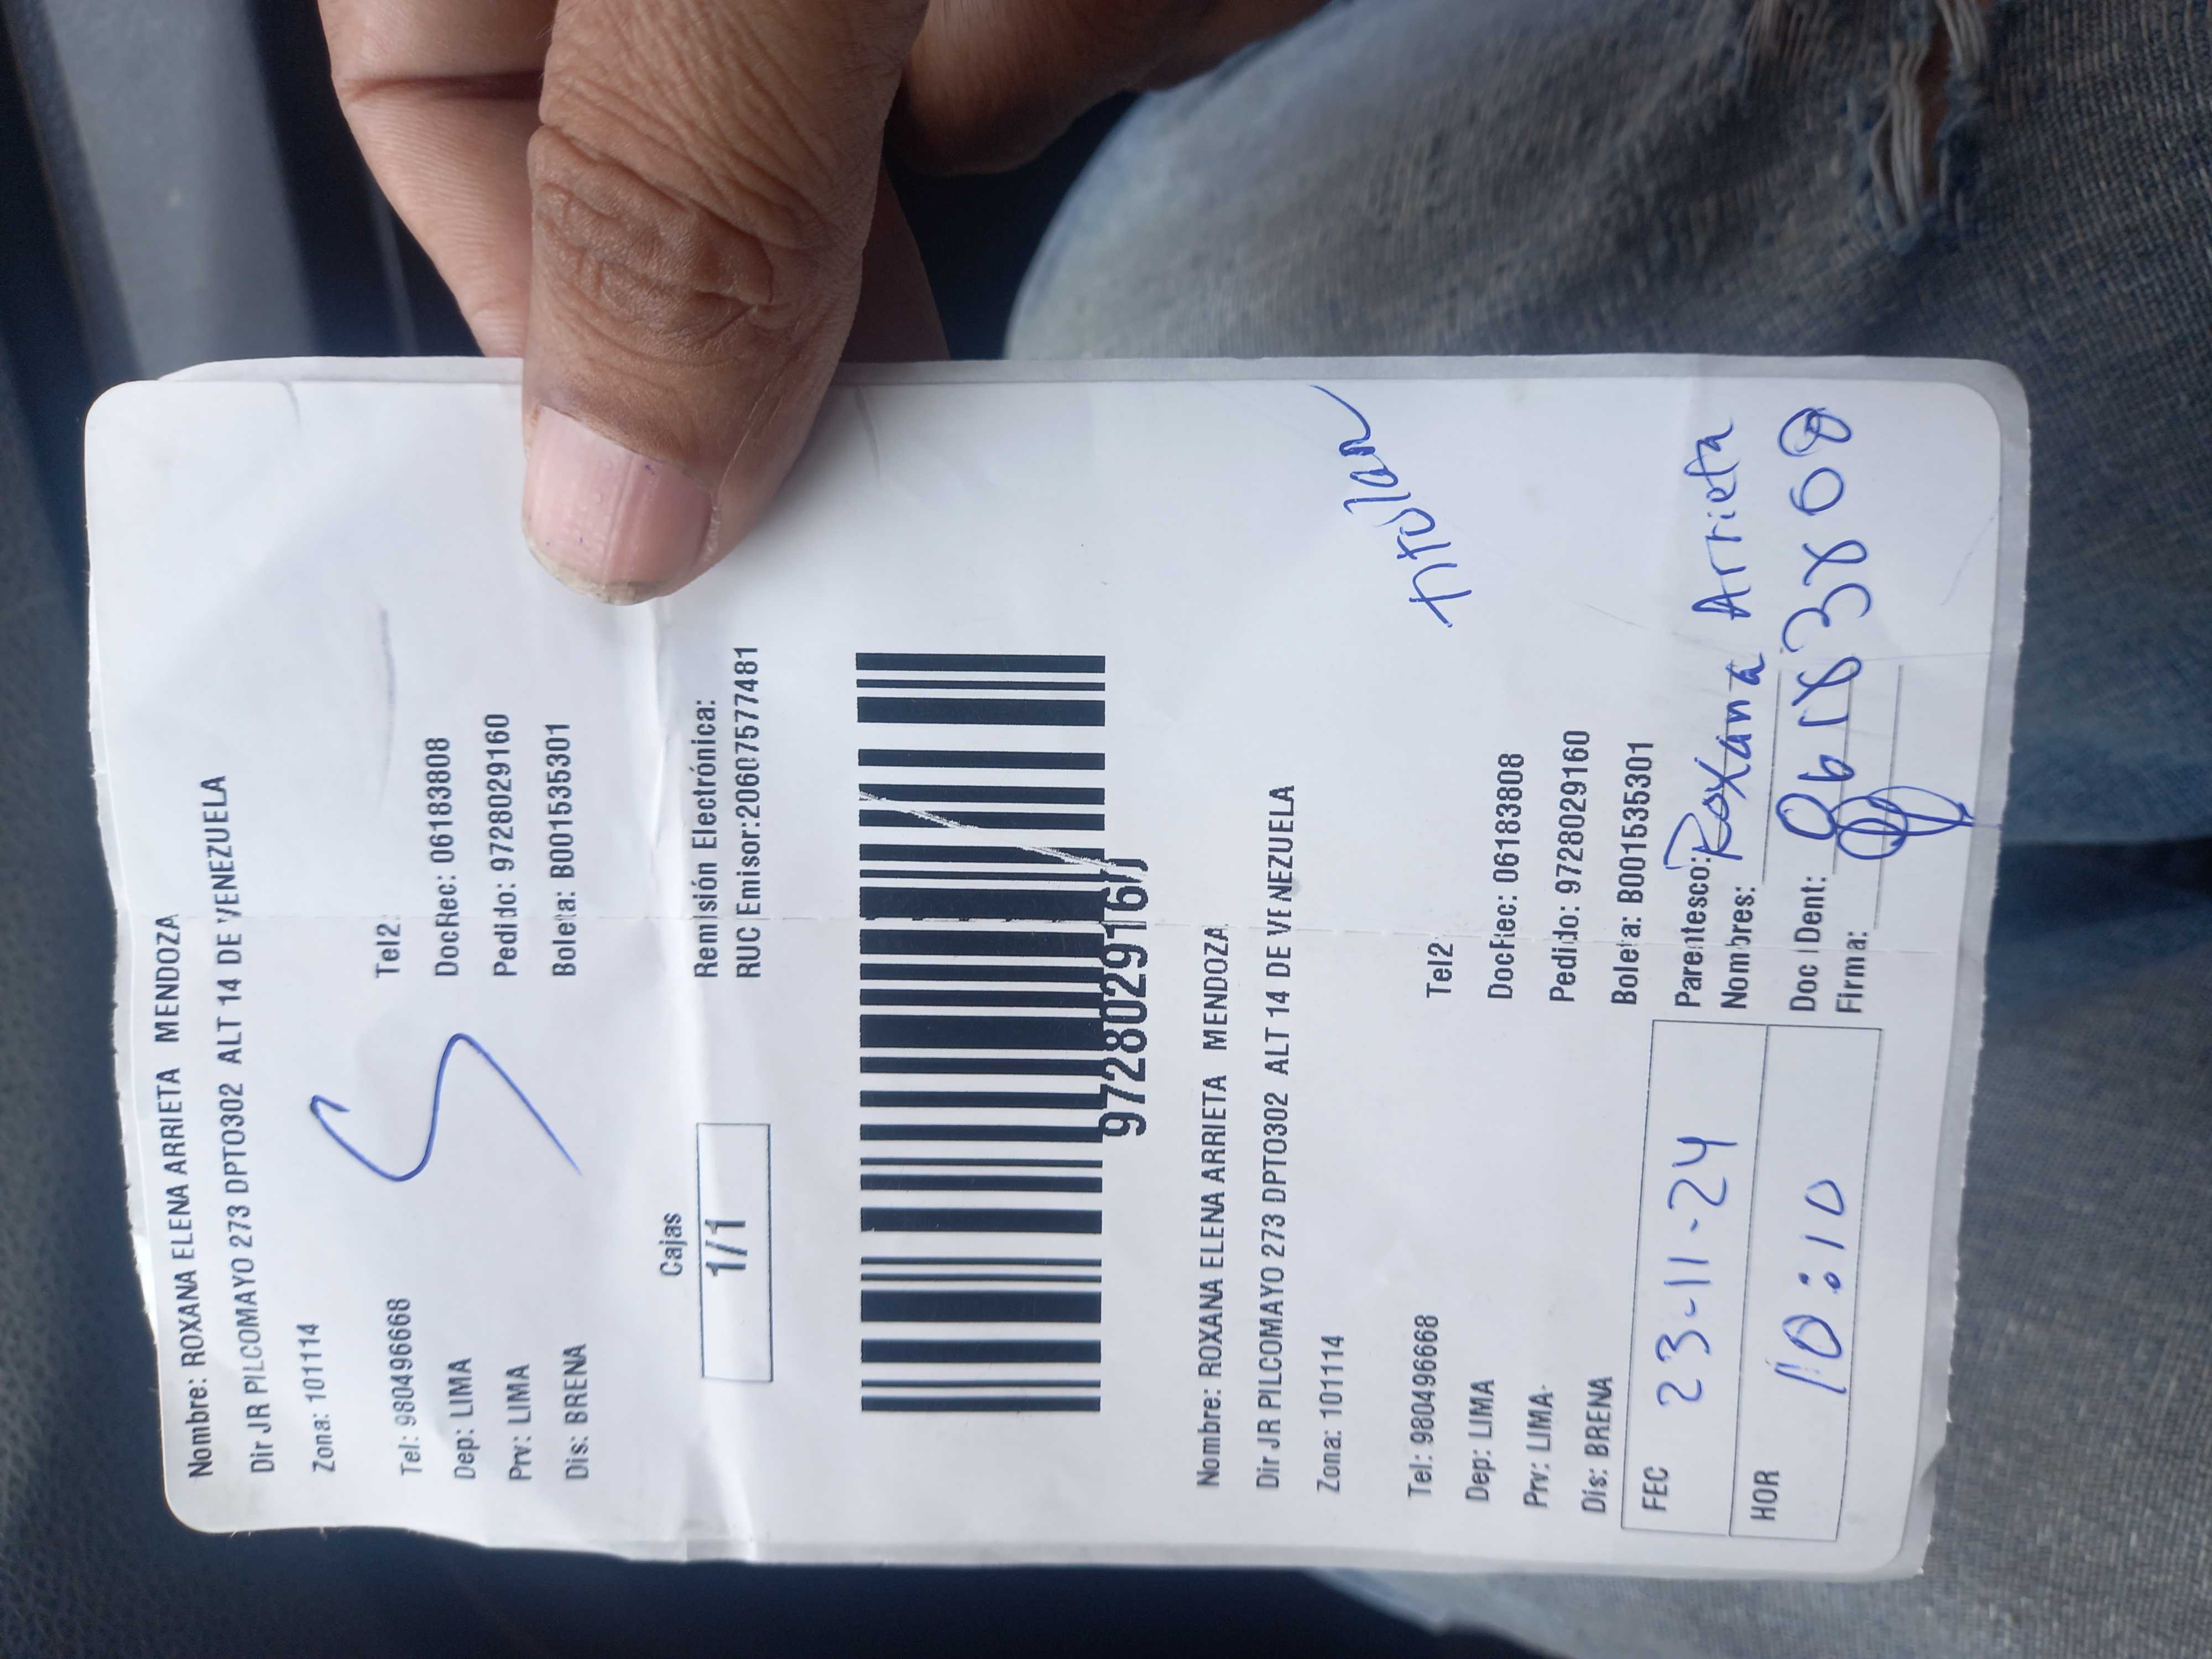 Nombre: ROXANA ELENA ARRIETA MENDOZA
Dir JR PILCOMAYO 273 DPTO302 ALT 14 DE VENEZUELA
Zona: 101114
Tel: 980496668 Tel2:
Dep: LIMA DocRec: 06183808
Prv: LIMA Pedido: 9728029160
Dis: BRENA Boleta: B001535301
Cajas Remisión Electrónica:
1/1 RUC Emisor:20607577481
9728029167
Nombre: ROXANA ELENA ARRIETA MENDOZA
Dir JR PILCOMAYO 273 DPTO302 ALT 14 DE VENEZUELA
Zona: 101114
titular
Tel: 980496668 Tel2
Dep: LIMA DocRec: 06183808
Prv: LIMA Pedido: 9728029160
Dis: BRENA Boleta: B001535301
FEC 23-11-24 Parentesco:
Nombres: Roxana Arrieta
HOR 10:10 Doc Ident: 06183808
Firma: